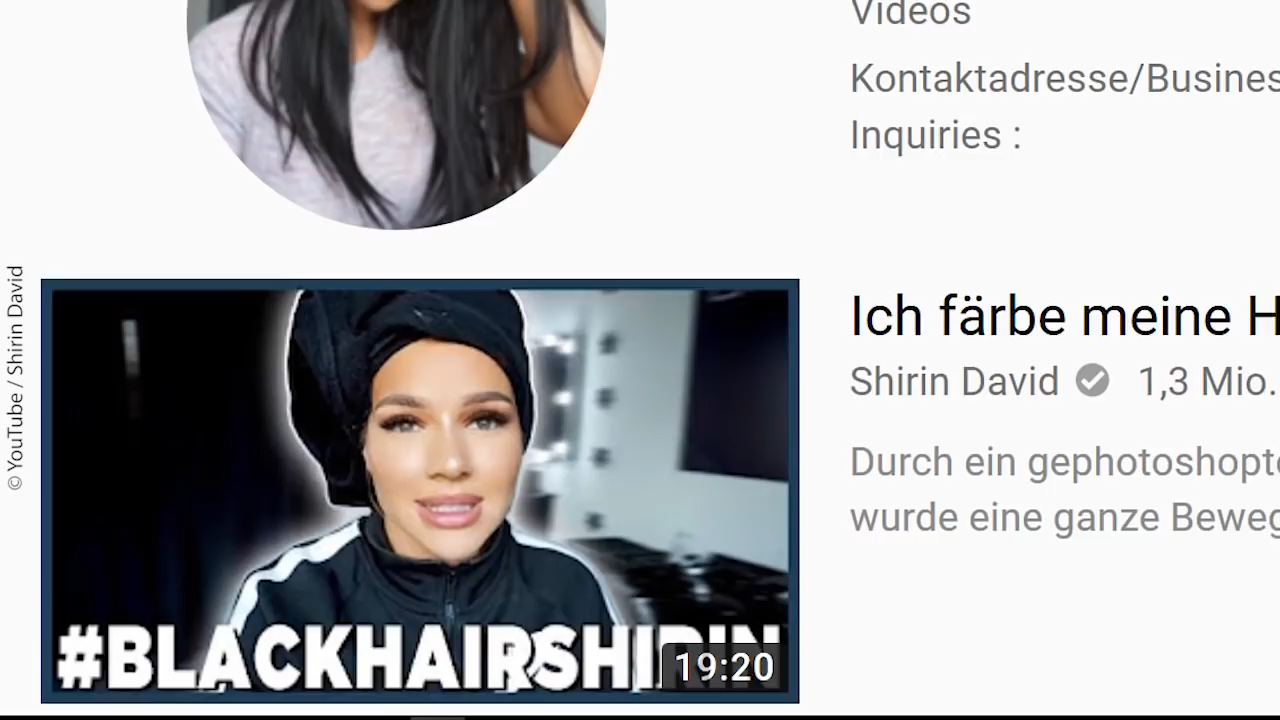 Videos
Kontaktadresse/Busines
Inquiries :
© YouTube / Shirin David
Ich färbe meine H
Shirin David 1,3 Mio.
Durch ein gephotoshopte
wurde eine ganze Beweg
#BLACKHAIRSHIRIN
19:20